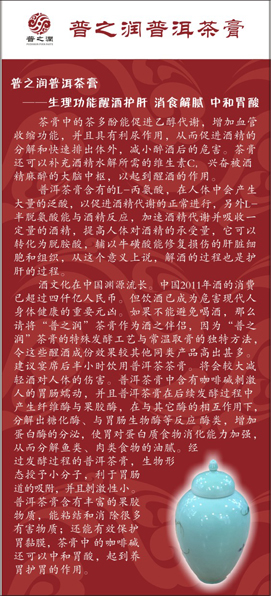 普之润
普之润普洱茶膏
普之润普洱茶膏
——生理功能醒酒护肝 消食解腻 中和胃酸
茶膏中的茶多酚能促进乙醇代谢，增加血管
收缩功能，并且具有利尿作用，从而促进酒精的
分解和快速排出体外，减小醉酒后的危害。茶膏
还可以补充酒精水解所需的维生素C，兴奋被酒
精麻醉的大脑中枢，以起到醒酒的作用。
普洱茶膏含有的L-丙氨酸，在人体中会产生
大量的泛酸，以促进酒精代谢的正常进行，另外L-
半胱氨酸能与酒精反应，加速酒精代谢并吸收一
定量的酒精，提高人体对酒精的承受量，它可以
转化为胱胺酸，辅以牛磺酸能修复损伤的肝脏细
胞和组织，从这个意义上说，解酒的过程也是护
肝的过程。
酒文化在中国渊源流长。中国2011年酒的消费
已超过四仟亿人民币。但饮酒已成为危害现代人
身体健康的重要元凶。如果不能避免喝酒，那么
请将“普之润”茶膏作为酒之伴侣，因为“普之
润”茶膏的特殊发酵工艺与常温取膏的独特方法，
令这些醒酒成份效果较其他同类产品高出甚多。
建议宴席后半小时饮用普洱茶茶膏。将会较大减
轻酒对人体的伤害。普洱茶膏中含有咖啡碱刺激
人的胃肠蠕动，并且普洱茶膏在后续发酵过程中
产生纤维酶与果胶酶，在与其它酶的相互作用下，
分解出糖化酶、与胃肠生物酶等反应酶类，增加
蛋白酶的分泌，使胃对蛋白质食物消化能力加强，
从而分解鱼类、肉类食物的油腻。经
过发酵过程的普洱茶膏，生物形
态授予小分子，利于胃肠
道的吸附，并且刺激性小。
普洱茶膏含有丰富的果胶
物质，能粘结和消除很多
有害物质；还能有效保护
胃黏膜，茶膏中的咖啡碱
还可以中和胃酸，起到养
胃护胃的作用。